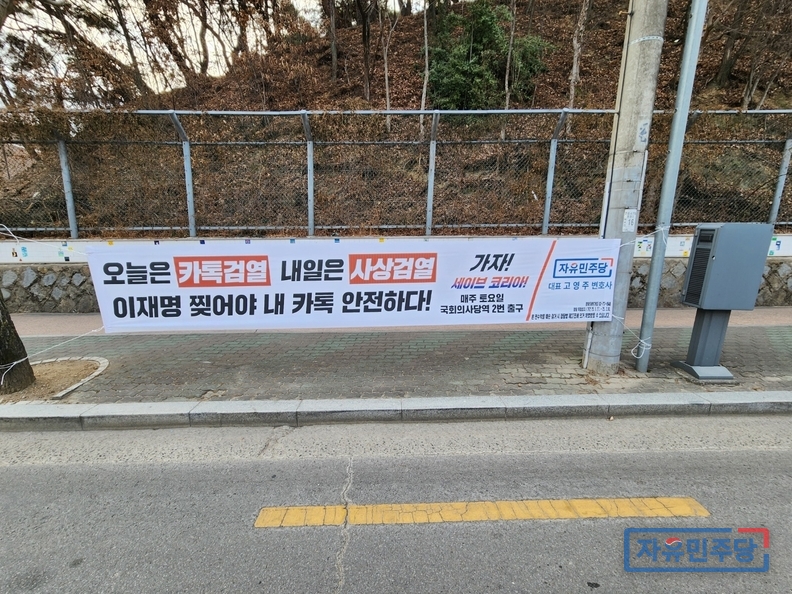 오늘은 카톡검열 내일은 사상검열
이재명 찢어야 내 카톡 안전하다!
가자!
세이브 코리아!
매주 토요일
국회의사당역 2번 출구
자유민주당
대표 고 영 주 변호사
자유민주당